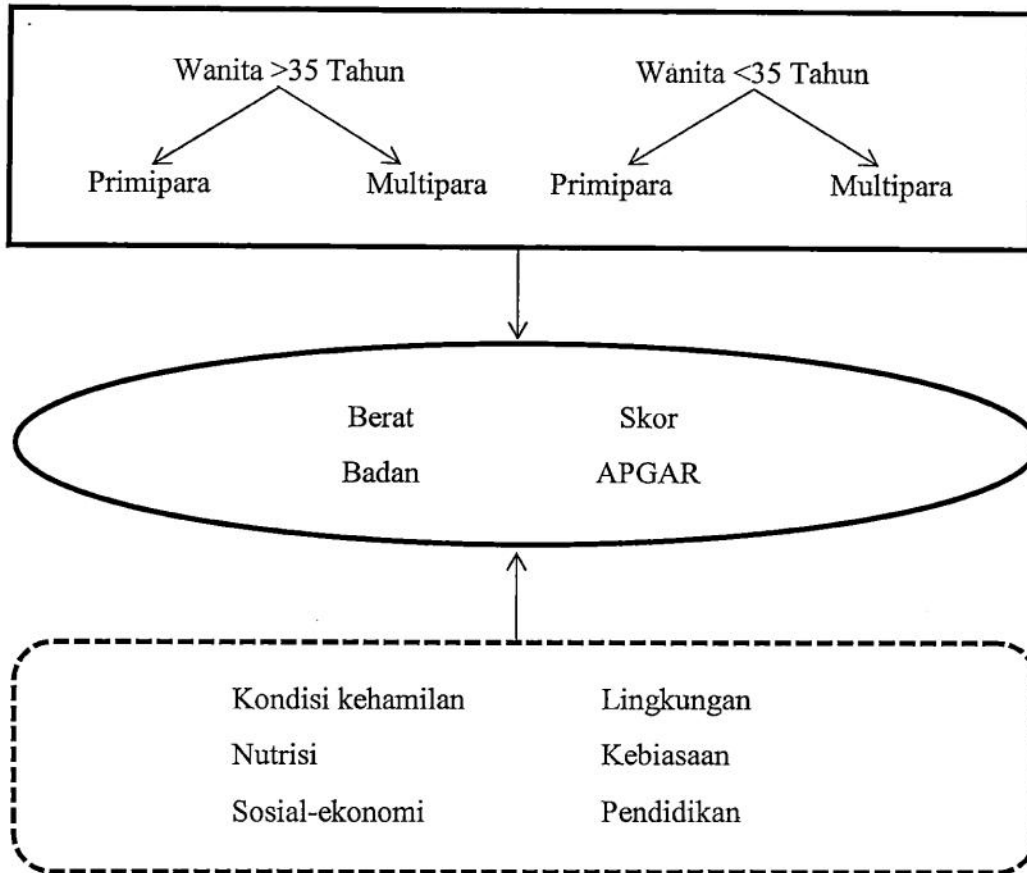 Wanita >35 Tahun Wanita <35 Tahun
Primipara Multipara Primipara Multipara
Berat Skor
Badan APGAR
Kondisi kehamilan Lingkungan
Nutrisi Kebiasaan
Sosial-ekonomi Pendidikan